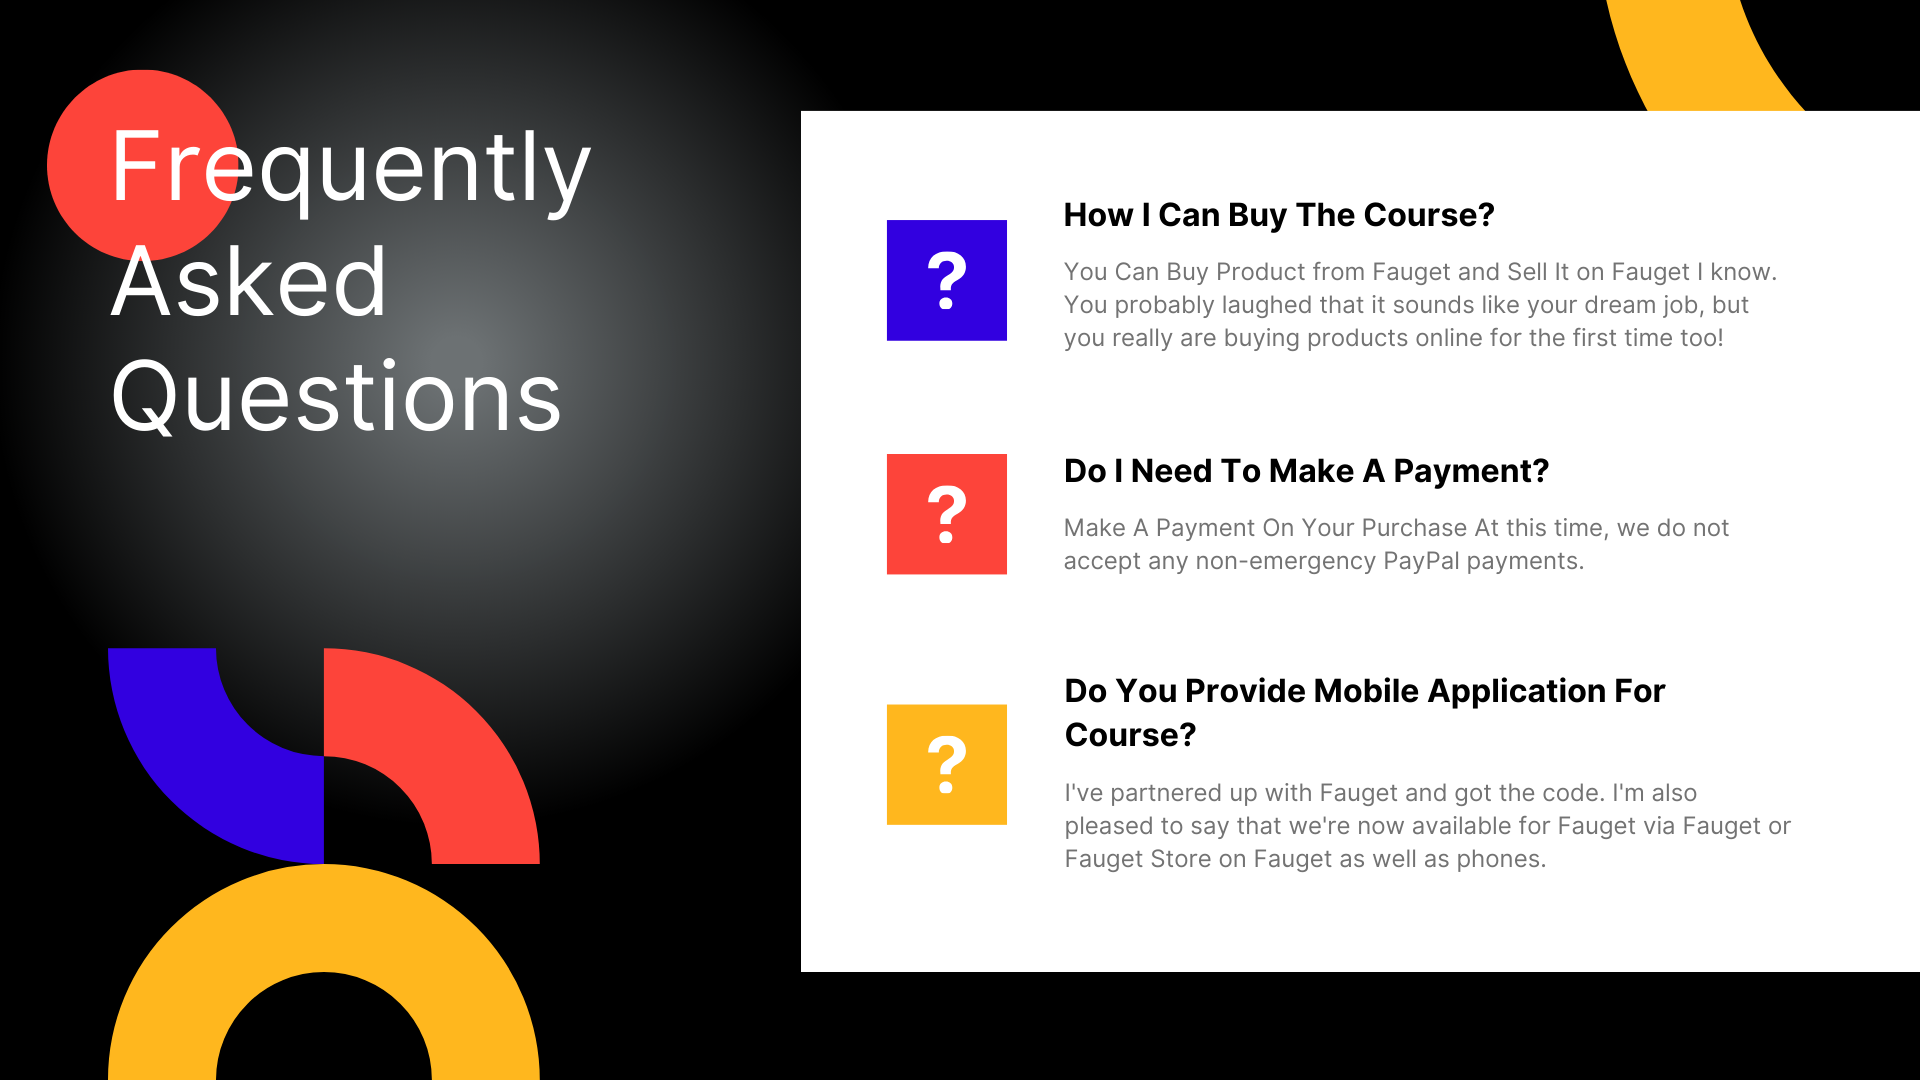 Frequently
Asked
Questions
?
How I Can Buy The Course?
You Can Buy Product from Fauget and Sell It on Fauget I know.
You probably laughed that it sounds like your dream job, but
you really are buying products online for the first time too!
?
Do I Need To Make A Payment?
Make A Payment On Your Purchase At this time, we do not
accept any non-emergency PayPal payments.
?
Do You Provide Mobile Application For
Course?
I've partnered up with Fauget and got the code. I'm also
pleased to say that we're now available for Fauget via Fauget or
Fauget Store on Fauget as well as phones.